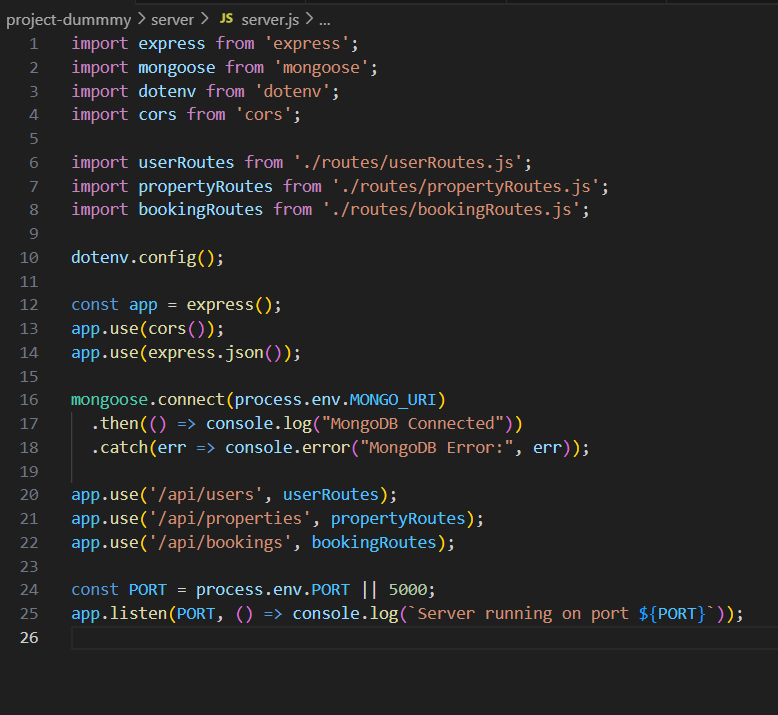 project-dummmy > server > JS server.js > ...
1 import express from 'express';
2 import mongoose from 'mongoose';
3 import dotenv from 'dotenv';
4 import cors from 'cors';
5
6 import userRoutes from './routes/userRoutes.js';
7 import propertyRoutes from './routes/propertyRoutes.js';
8 import bookingRoutes from './routes/bookingRoutes.js';
9
10 dotenv.config();
11
12 const app = express();
13 app.use(cors());
14 app.use(express.json());
15
16 mongoose.connect(process.env.MONGO_URI)
17   .then(() => console.log("MongoDB Connected"))
18   .catch(err => console.error("MongoDB Error:", err));
19
20 app.use('/api/users', userRoutes);
21 app.use('/api/properties', propertyRoutes);
22 app.use('/api/bookings', bookingRoutes);
23
24 const PORT = process.env.PORT || 5000;
25 app.listen(PORT, () => console.log(`Server running on port ${PORT}`));
26